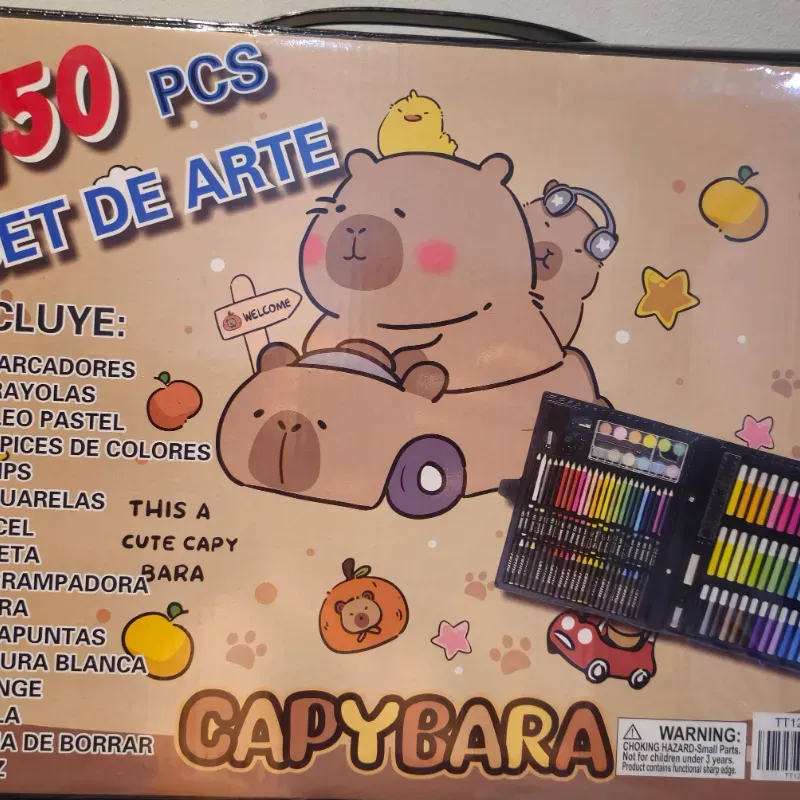 150 PCS
SET DE ARTE
WELCOME
CLUYE:
ARCADORES
RAYOLAS
LEO PASTEL
PICES DE COLORES
IPS
UARELAS
CEL
ETA
RAMPADORA
RA
APUNTAS
URA BLANCA
NGE
LA
A DE BORRAR
Z
THIS A
CUTE CAPY
BARA
CAPYBARA
WARNING:
CHOKING HAZARD-Small Parts.
Not for children under 3 years.
Product contains functional sharp edge.
TT12